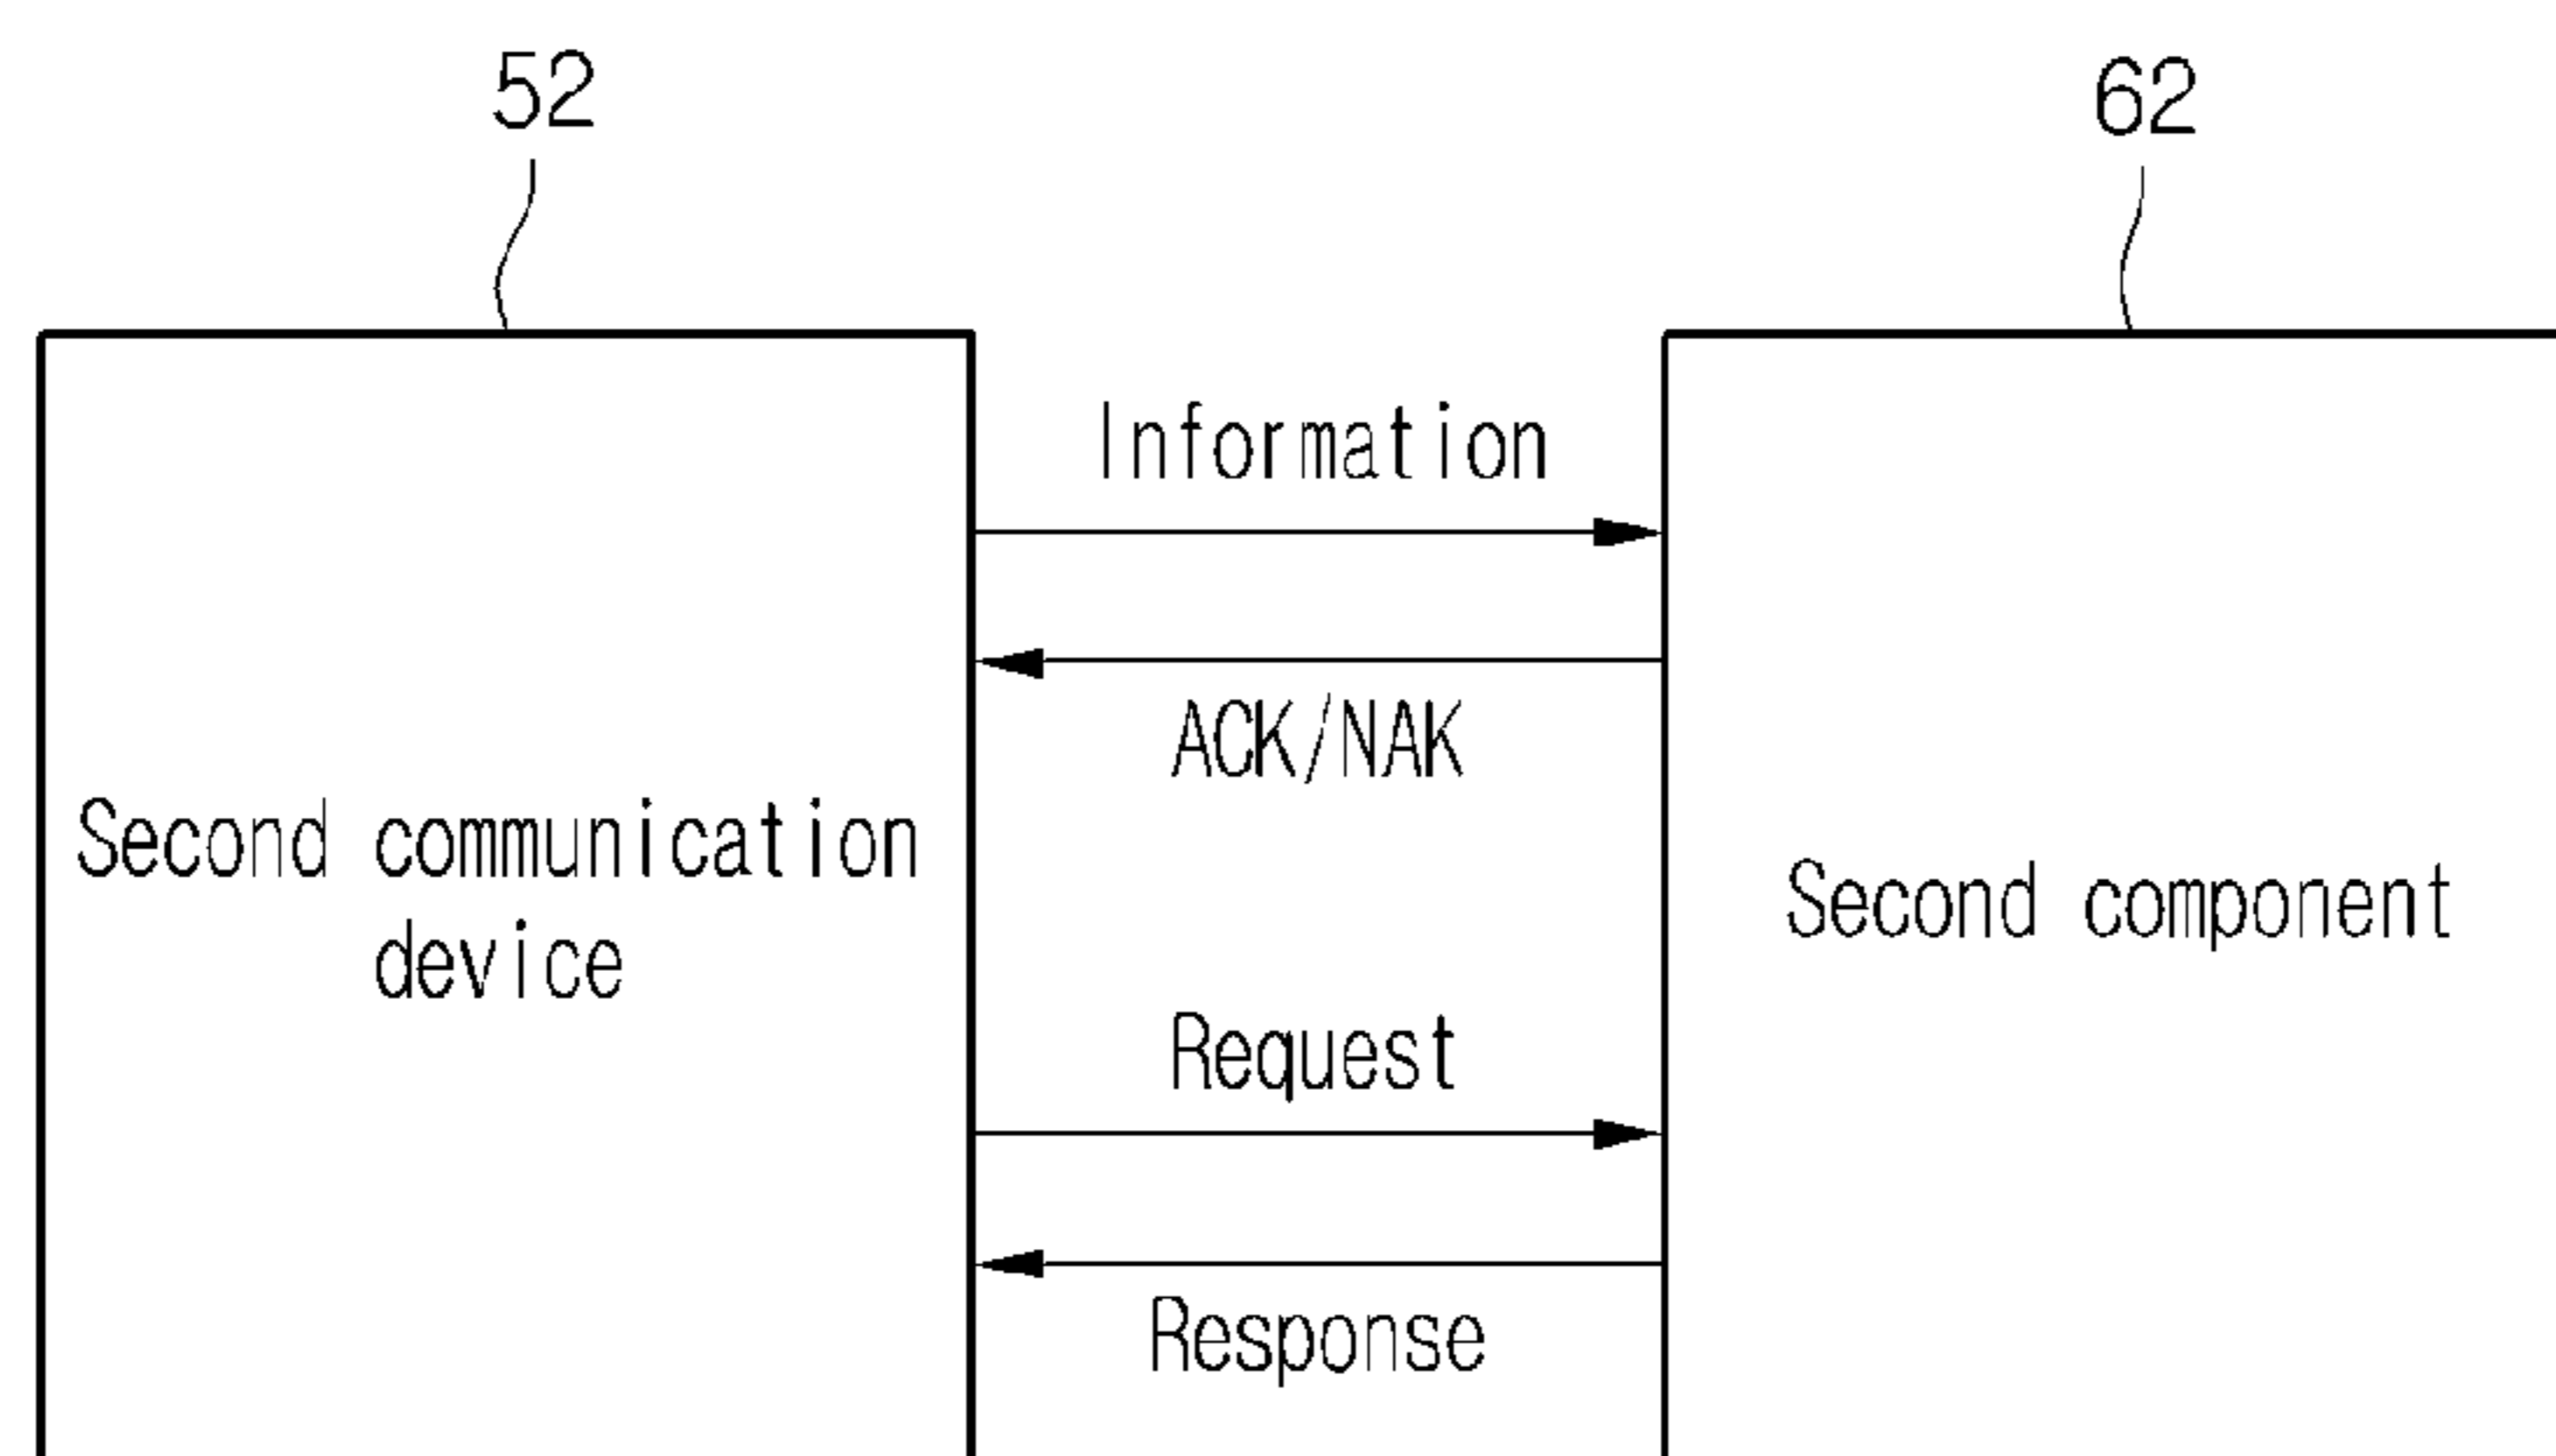 52
62
Information
ACK/NAK
Second communication
device
Second component
Request
Response